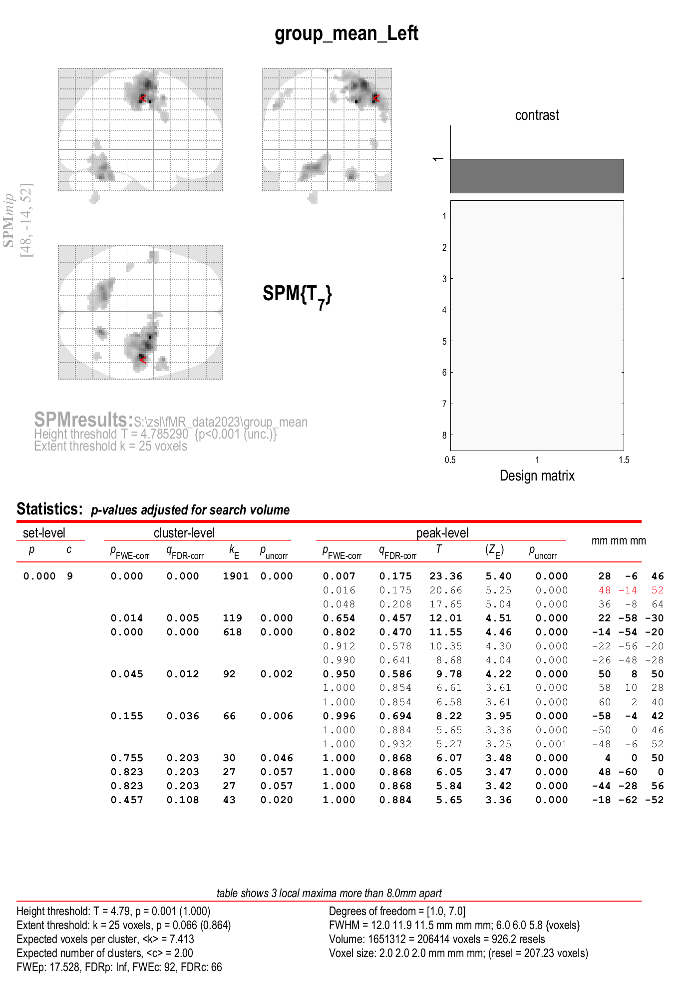 group_mean_Left
SPMmip
[48, -14, 52]
<
<
<
SPM{T7}
contrast
1
1
2
3
4
5
6
7
8
0.5 1 1.5
Design matrix
SPMresults: S:\zsl\fMR_data2023\group_mean
Height threshold T = 4.785290 {p<0.001 (unc.)}
Extent threshold k = 25 voxels
Statistics: p-values adjusted for search volume
set-level cluster-level peak-level mm mm mm
p c pFWE-corr qFDR-corr kE puncorr pFWE-corr qFDR-corr T (ZE) puncorr
0.000 9 0.000 0.000 1901 0.000 0.007 0.175 23.36 5.40 0.000 28 -6 46
0.016 0.175 20.66 5.25 0.000 48 -14 52
0.048 0.208 17.65 5.04 0.000 36 -8 64
0.014 0.005 119 0.000 0.654 0.457 12.01 4.51 0.000 22 -58 -30
0.000 0.000 618 0.000 0.802 0.470 11.55 4.46 0.000 -14 -54 -20
0.912 0.578 10.35 4.30 0.000 -22 -56 -20
0.990 0.641 8.68 4.04 0.000 -26 -48 -28
0.045 0.012 92 0.002 0.950 0.586 9.78 4.22 0.000 50 8 50
1.000 0.854 6.61 3.61 0.000 58 10 28
1.000 0.854 6.58 3.61 0.000 60 2 40
0.155 0.036 66 0.006 0.996 0.694 8.22 3.95 0.000 -58 -4 42
1.000 0.884 5.65 3.36 0.000 -50 0 46
1.000 0.932 5.27 3.25 0.001 -48 -6 52
0.755 0.203 30 0.046 1.000 0.868 6.07 3.48 0.000 4 0 50
0.823 0.203 27 0.057 1.000 0.868 6.05 3.47 0.000 48 -60 0
0.823 0.203 27 0.057 1.000 0.868 5.84 3.42 0.000 -44 -28 56
0.457 0.108 43 0.020 1.000 0.884 5.65 3.36 0.000 -18 -62 -52
table shows 3 local maxima more than 8.0mm apart
Height threshold: T = 4.79, p = 0.001 (1.000)
Extent threshold: k = 25 voxels, p = 0.066 (0.864)
Expected voxels per cluster, <k> = 7.413
Expected number of clusters, <c> = 2.00
FWEp: 17.528, FDRp: Inf, FWEc: 92, FDRc: 66
Degrees of freedom = [1.0, 7.0]
FWHM = 12.0 11.9 11.5 mm mm mm; 6.0 6.0 5.8 {voxels}
Volume: 1651312 = 206414 voxels = 926.2 resels
Voxel size: 2.0 2.0 2.0 mm mm mm; (resel = 207.23 voxels)